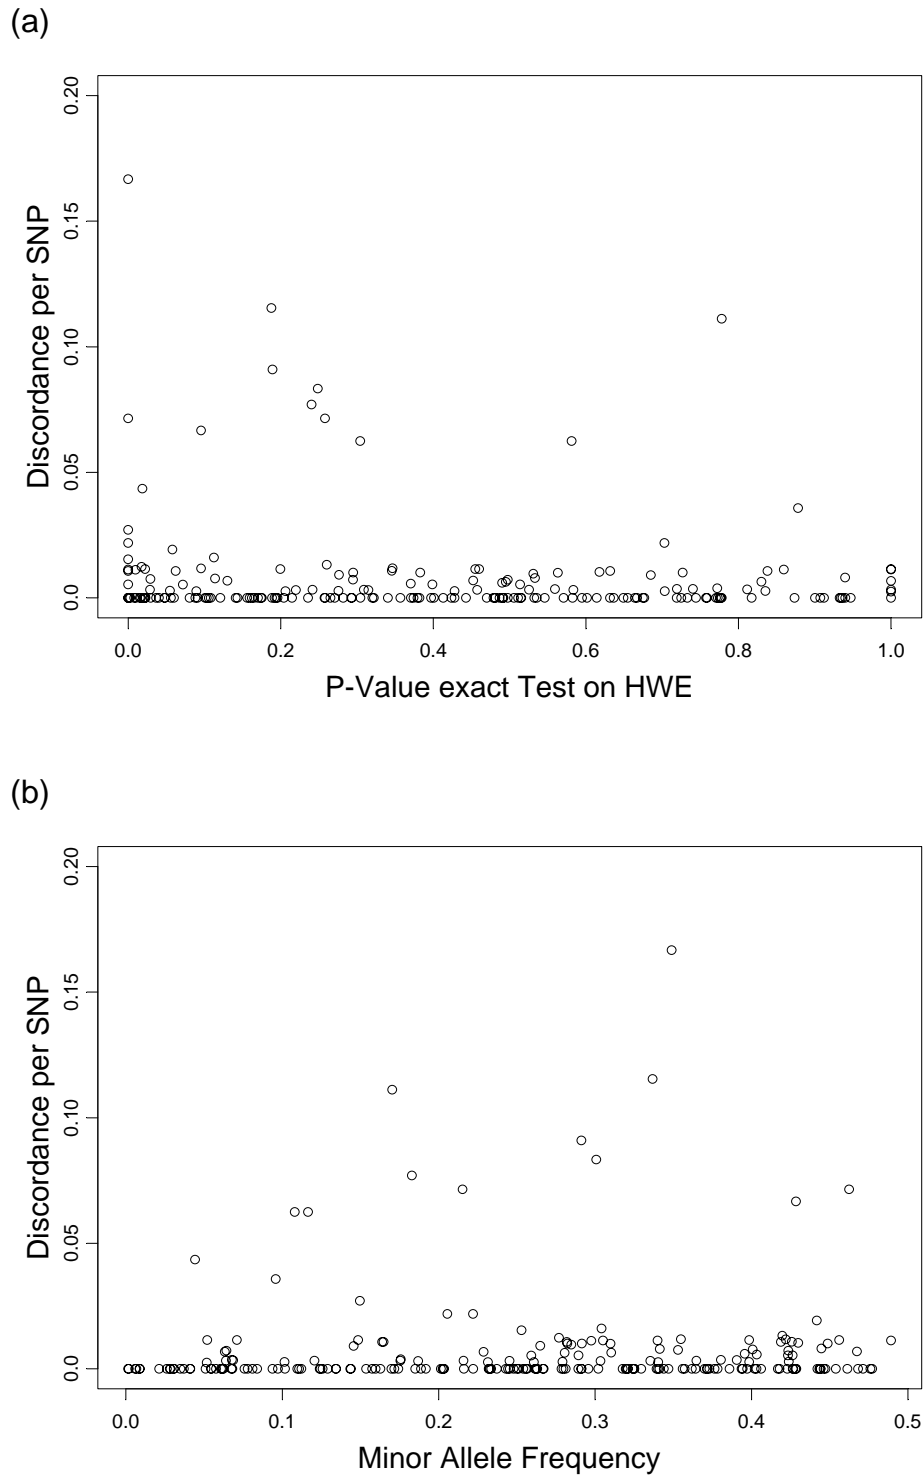 (a)
0.20
0.15
0.10
0.05
0.0
Discordance per SNP
0.0 0.2 0.4 0.6 0.8 1.0
P-Value exact Test on HWE
(b)
0.20
0.15
0.10
0.05
0.0
Discordance per SNP
0.0 0.1 0.2 0.3 0.4 0.5
Minor Allele Frequency